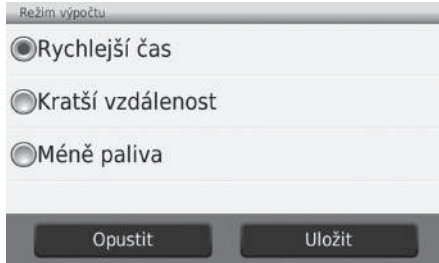 Režim výpočtu
Rychlejší čas
Kratší vzdálenost
Méně paliva
Opustit
Uložit